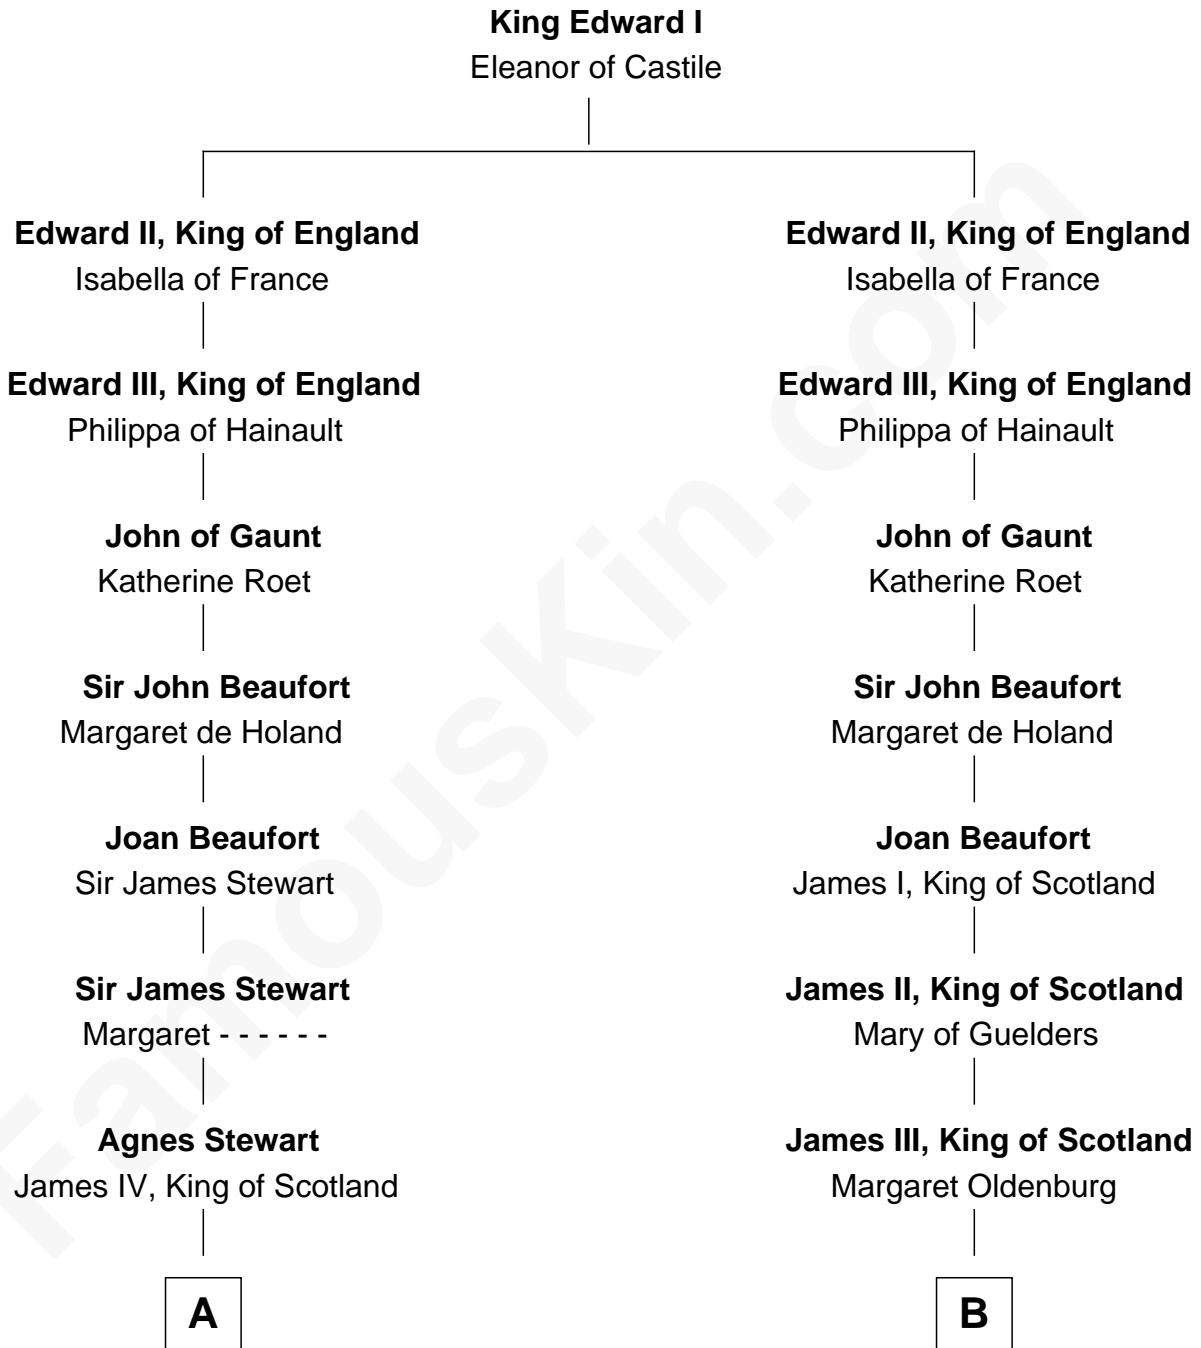 King Edward I
Eleanor of Castile
Edward II, King of England
Isabella of France
Edward III, King of England
Philippa of Hainault
John of Gaunt
Katherine Roet
Sir John Beaufort
Margaret de Holand
Joan Beaufort
Sir James Stewart
Sir James Stewart
Margaret - - - - - -
Agnes Stewart
James IV, King of Scotland
A
Edward II, King of England
Isabella of France
Edward III, King of England
Philippa of Hainault
John of Gaunt
Katherine Roet
Sir John Beaufort
Margaret de Holand
Joan Beaufort
James I, King of Scotland
James II, King of Scotland
Mary of Guelders
James III, King of Scotland
Margaret Oldenburg
B
FamousKin.com